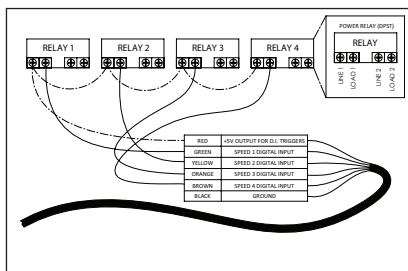 POWER RELAY (DPST)
RELAY 1
RELAY 2
RELAY 3
RELAY 4
RELAY
LINE 1
LOAD 1
LINE 2
LOAD 2
RED +5V OUTPUT FOR D.I. TRIGGERS
GREEN SPEED 1 DIGITAL INPUT
YELLOW SPEED 2 DIGITAL INPUT
ORANGE SPEED 3 DIGITAL INPUT
BROWN SPEED 4 DIGITAL INPUT
BLACK GROUND